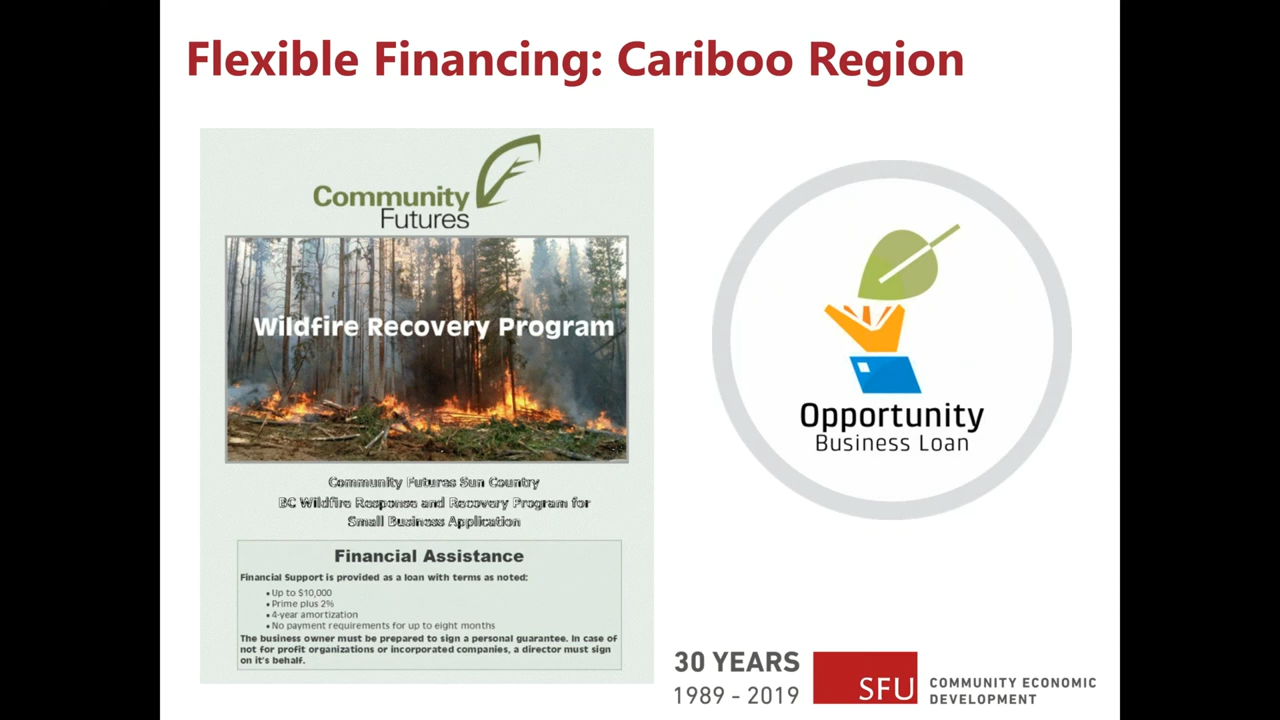 Flexible Financing: Cariboo Region
Community
Futures
Wildfire Recovery Program
Community Futures Sun Country
BC Wildfire Response and Recovery Program for
Small Business Application
Financial Assistance
Financial Support is provided as a loan with terms as noted:
• Up to $10,000
• Prime plus 2%
• 4-year amortization
• No payment requirements for up to eight months
The business owner must be prepared to sign a personal guarantee. In case of
not for profit organizations or incorporated companies, a director must sign
on it's behalf.
Opportunity
Business Loan
30 YEARS
1989 - 2019
SFU
COMMUNITY ECONOMIC
DEVELOPMENT